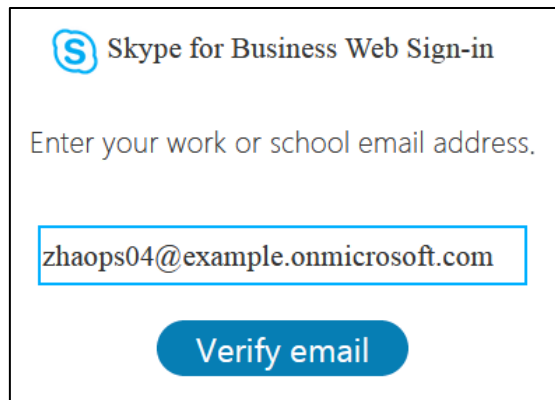 Skype for Business Web Sign-in
Enter your work or school email address.
zhaops04@example.onmicrosoft.com
Verify email